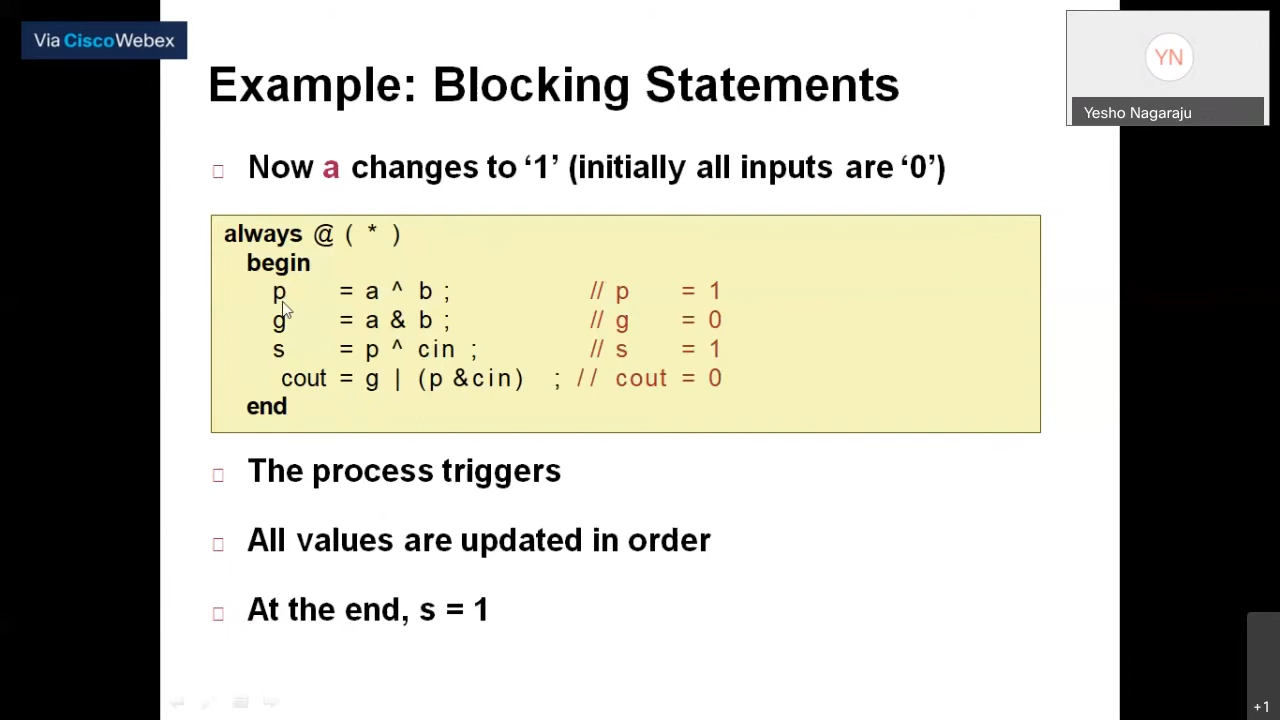 Via CiscoWebex
YN
Yesho Nagaraju
Example: Blocking Statements
Now a changes to ‘1’ (initially all inputs are ‘0’)
always @ ( * )
begin
p = a ^ b ; // p = 1
g = a & b ; // g = 0
s = p ^ cin ; // s = 1
cout = g | (p &cin) ; // cout = 0
end
The process triggers
All values are updated in order
At the end, s = 1
+1